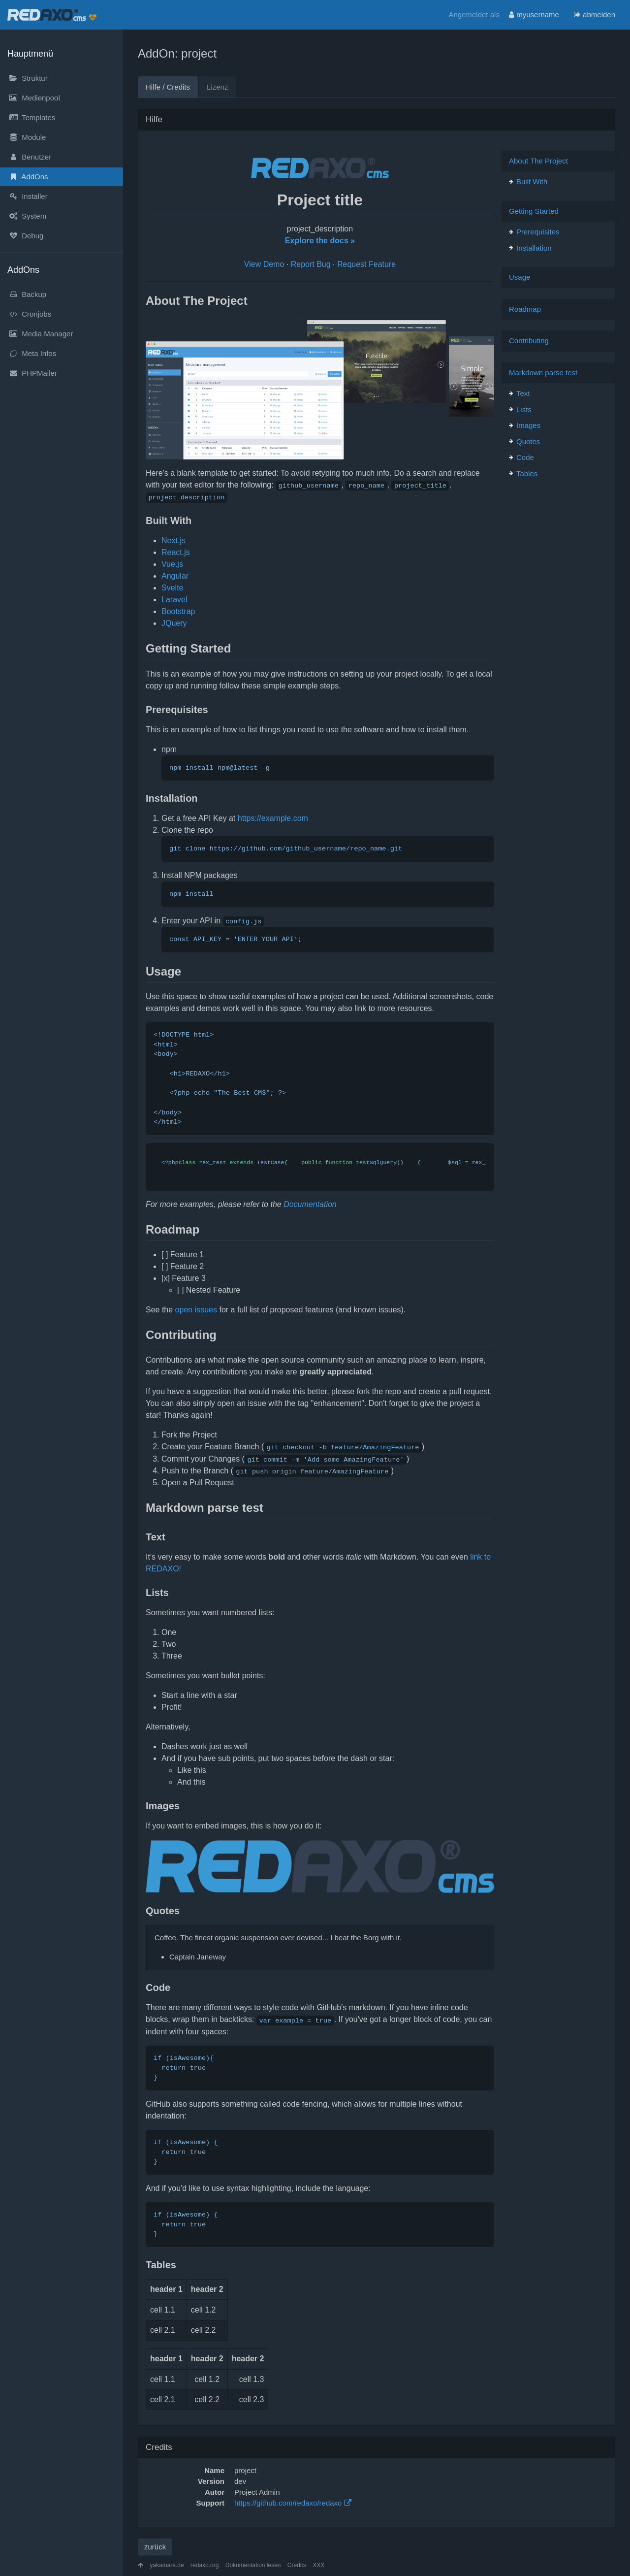 REDAXO cms
Angemeldet als myusername abmelden
Hauptmenü
Struktur
Medienpool
Templates
Module
Benutzer
AddOns
Installer
System
Debug
AddOns
Backup
Cronjobs
Media Manager
Meta Infos
PHPMailer
AddOn: project
Hilfe / Credits
Lizenz
Hilfe
REDAXO cms
Project title
project_description
Explore the docs »
View Demo · Report Bug · Request Feature
About The Project
Structure management
Flexible
Simple
Here's a blank template to get started: To avoid retyping too much info. Do a search and replace
with your text editor for the following: github_username , repo_name , project_title ,
project_description
Built With
Next.js
React.js
Vue.js
Angular
Svelte
Laravel
Bootstrap
JQuery
Getting Started
This is an example of how you may give instructions on setting up your project locally. To get a local
copy up and running follow these simple example steps.
Prerequisites
This is an example of how to list things you need to use the software and how to install them.
npm
npm install npm@latest -g
Installation
1. Get a free API Key at https://example.com
2. Clone the repo
git clone https://github.com/github_username/repo_name.git
3. Install NPM packages
npm install
4. Enter your API in config.js
const API_KEY = 'ENTER YOUR API';
Usage
Use this space to show useful examples of how a project can be used. Additional screenshots, code
examples and demos work well in this space. You may also link to more resources.
<!DOCTYPE html>
<html>
<body>
<h1>REDAXO</h1>
<?php echo "The Best CMS"; ?>
</body>
</html>
<?phpclass rex_test extends TestCase{ public function testSqlQuery() { $sql = rex_
For more examples, please refer to the Documentation
Roadmap
[ ] Feature 1
[ ] Feature 2
[x] Feature 3
[ ] Nested Feature
See the open issues for a full list of proposed features (and known issues).
Contributing
Contributions are what make the open source community such an amazing place to learn, inspire,
and create. Any contributions you make are greatly appreciated.
If you have a suggestion that would make this better, please fork the repo and create a pull request.
You can also simply open an issue with the tag "enhancement". Don't forget to give the project a
star! Thanks again!
1. Fork the Project
2. Create your Feature Branch ( git checkout -b feature/AmazingFeature )
3. Commit your Changes ( git commit -m 'Add some AmazingFeature' )
4. Push to the Branch ( git push origin feature/AmazingFeature )
5. Open a Pull Request
Markdown parse test
Text
It's very easy to make some words bold and other words italic with Markdown. You can even link to
REDAXO!
Lists
Sometimes you want numbered lists:
1. One
2. Two
3. Three
Sometimes you want bullet points:
Start a line with a star
Profit!
Alternatively,
Dashes work just as well
And if you have sub points, put two spaces before the dash or star:
Like this
And this
Images
If you want to embed images, this is how you do it:
REDAXO® cms
Quotes
Coffee. The finest organic suspension ever devised... I beat the Borg with it.
Captain Janeway
Code
There are many different ways to style code with GitHub's markdown. If you have inline code
blocks, wrap them in backticks: var example = true . If you've got a longer block of code, you can
indent with four spaces:
if (isAwesome){
return true
}
GitHub also supports something called code fencing, which allows for multiple lines without
indentation:
if (isAwesome) {
return true
}
And if you'd like to use syntax highlighting, include the language:
if (isAwesome) {
return true
}
Tables
header 1 header 2
cell 1.1 cell 1.2
cell 2.1 cell 2.2
header 1 header 2 header 2
cell 1.1 cell 1.2 cell 1.3
cell 2.1 cell 2.2 cell 2.3
About The Project
Built With
Getting Started
Prerequisites
Installation
Usage
Roadmap
Contributing
Markdown parse test
Text
Lists
Images
Quotes
Code
Tables
Credits
Name project
Version dev
Autor Project Admin
Support https://github.com/redaxo/redaxo
zurück
yakamara.de redaxo.org Dokumentation lesen Credits XXX